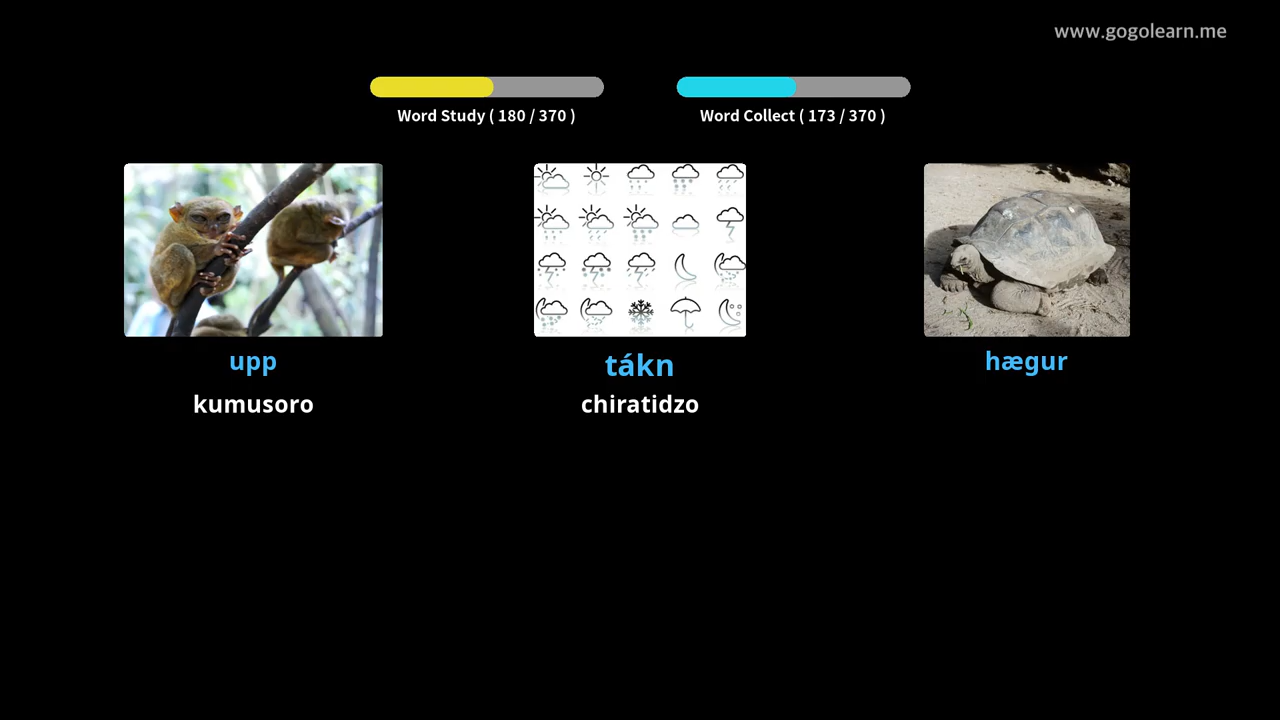 www.gogolearn.me
Word Study ( 180 / 370 )
Word Collect ( 173 / 370 )
upp
tákn
hægur
kumusoro
chiratidzo